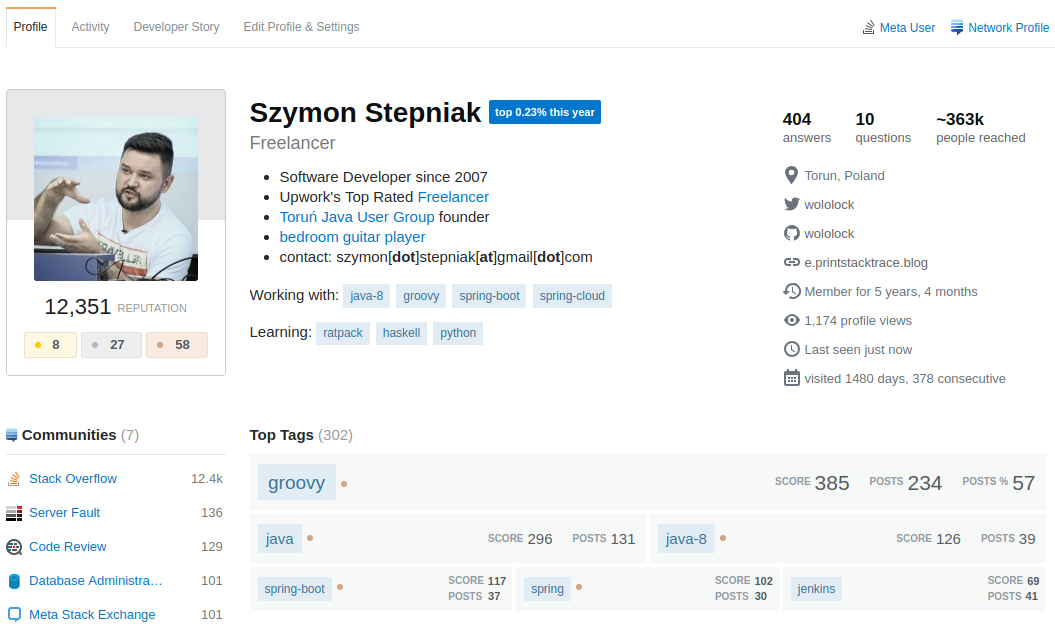 Profile
Activity
Developer Story
Edit Profile & Settings
Meta User
Network Profile
Szymon Stepniak
top 0.23% this year
Freelancer
Software Developer since 2007
Upwork's Top Rated Freelancer
Toruń Java User Group founder
bedroom guitar player
contact: szymon[dot]stepniak[at]gmail[dot]com
Working with: java-8 groovy spring-boot spring-cloud
Learning: ratpack haskell python
12,351 REPUTATION
8 27 58
404 10 ~363k
answers questions people reached
Torun, Poland
wololock
wololock
e.printstacktrace.blog
Member for 5 years, 4 months
1,174 profile views
Last seen just now
visited 1480 days, 378 consecutive
Communities (7)
Stack Overflow 12.4k
Server Fault 136
Code Review 129
Database Administra… 101
Meta Stack Exchange 101
Top Tags (302)
groovy SCORE 385 POSTS 234 POSTS % 57
java SCORE 296 POSTS 131
java-8 SCORE 126 POSTS 39
spring-boot SCORE 117
POSTS 37
spring SCORE 102
POSTS 30
jenkins SCORE 69
POSTS 41